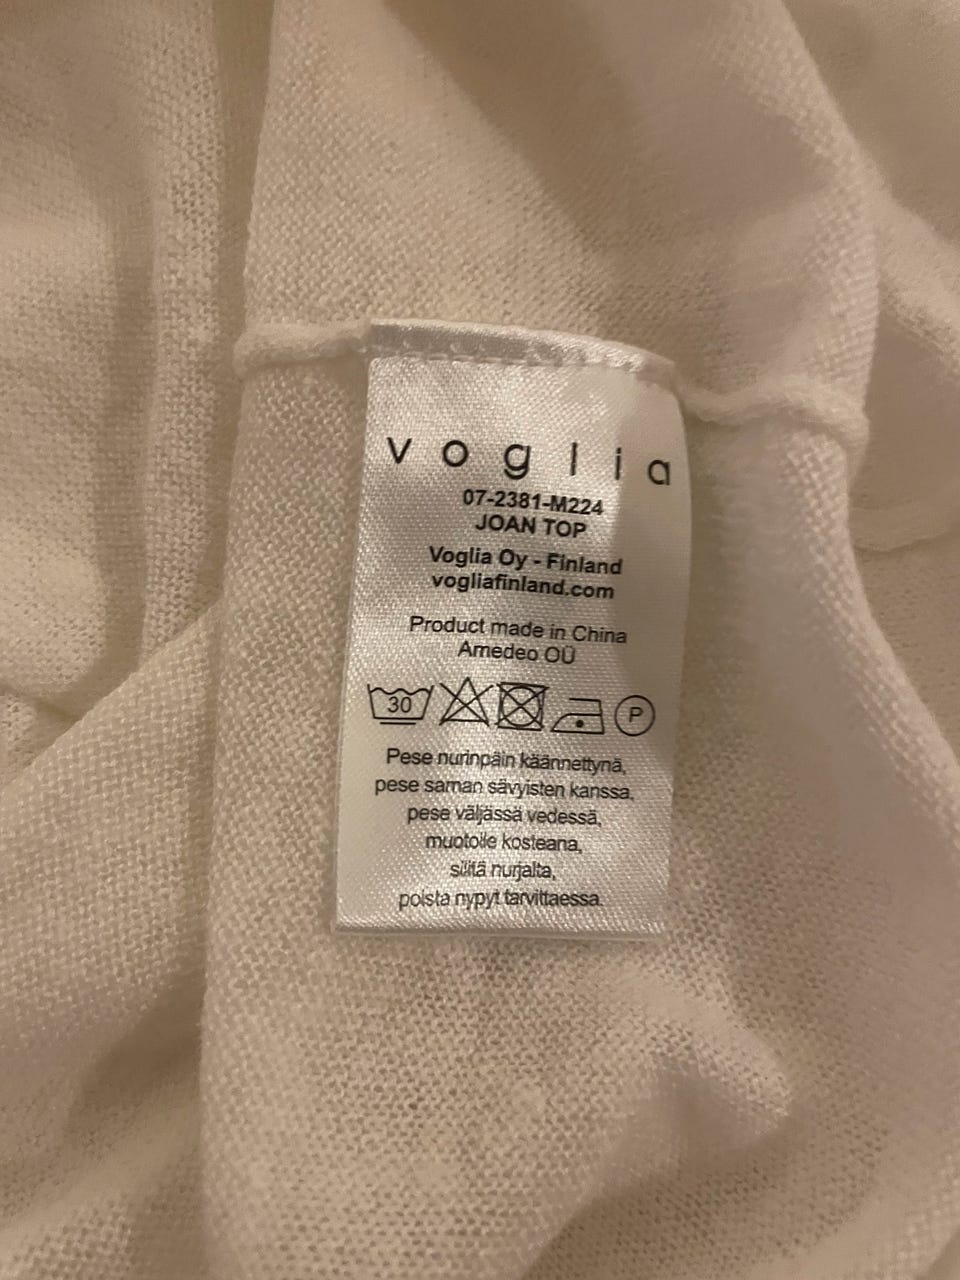 voglia
07-2381-M224
JOAN TOP
Voglia Oy - Finland
vogliafinland.com
Product made in China
Amedeo OÜ
30 P
Pese nurinpäin käännettynä,
pese saman sävyisten kanssa,
pese väljässä vedessä,
muotoile kosteana,
silitä nurjalta,
poista nypyt tarvittaessa.